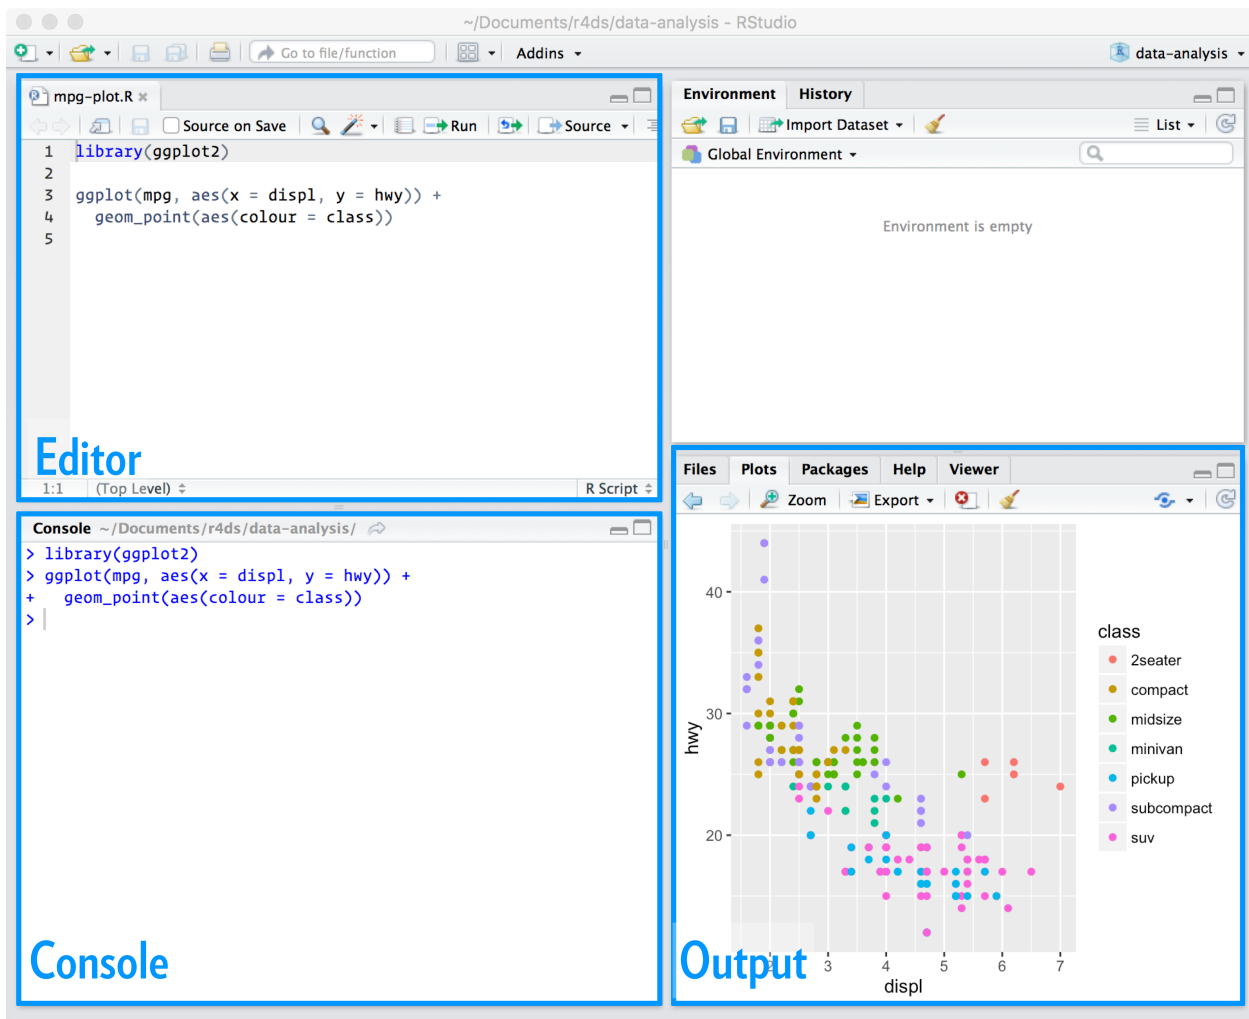 ~/Documents/r4ds/data-analysis - RStudio
Go to file/function
Addins
data-analysis
mpg-plot.R
Source on Save
Run
Source
1 library(ggplot2)
2
3 ggplot(mpg, aes(x = displ, y = hwy)) +
4   geom_point(aes(colour = class))
5
Editor
1:1 (Top Level)
R Script
Console ~/Documents/r4ds/data-analysis/
> library(ggplot2)
> ggplot(mpg, aes(x = displ, y = hwy)) +
+   geom_point(aes(colour = class))
>
Console
Environment History
Import Dataset
List
Global Environment
Environment is empty
Files Plots Packages Help Viewer
Zoom
Export
40
30
20
hwy
2 3 4 5 6 7
displ
class
2seater
compact
midsize
minivan
pickup
subcompact
suv
Output